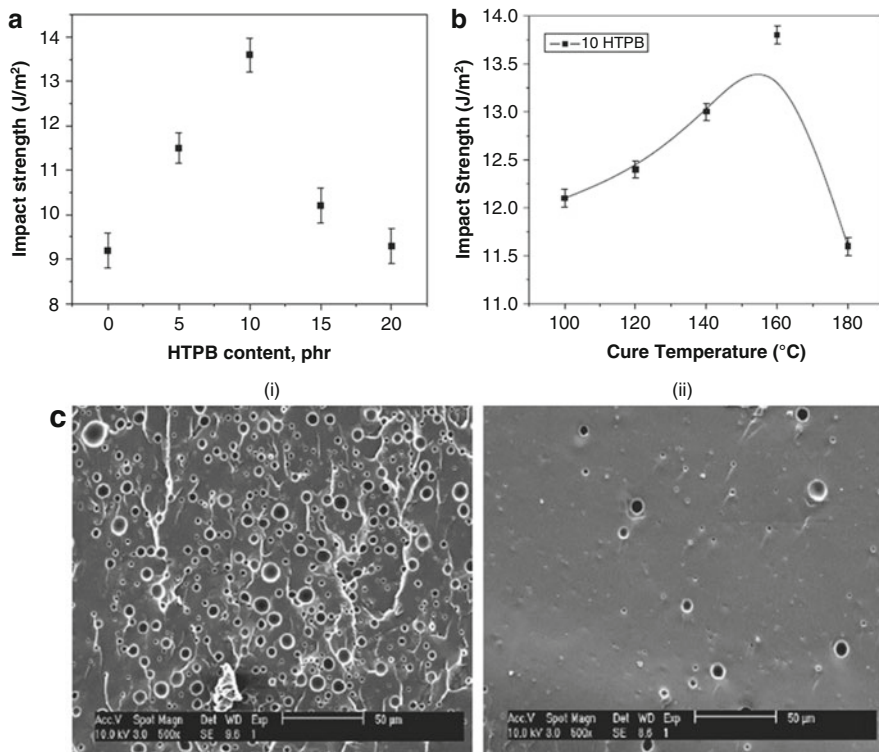 a
Impact strength (J/m²)
14
13
12
11
10
9
8
0 5 10 15 20
HTPB content, phr
b
Impact Strength (J/m²)
14.0
13.5
13.0
12.5
12.0
11.5
11.0
10 HTPB
100 120 140 160 180
Cure Temperature (°C)
c
(i)
Acc.V Spot Magn Det WD Exp
10.0 kV 3.0 500x SE 9.6 1
50 µm
(ii)
Acc.V Spot Magn Det WD Exp
10.0 kV 3.0 500x SE 8.6 1
50 µm